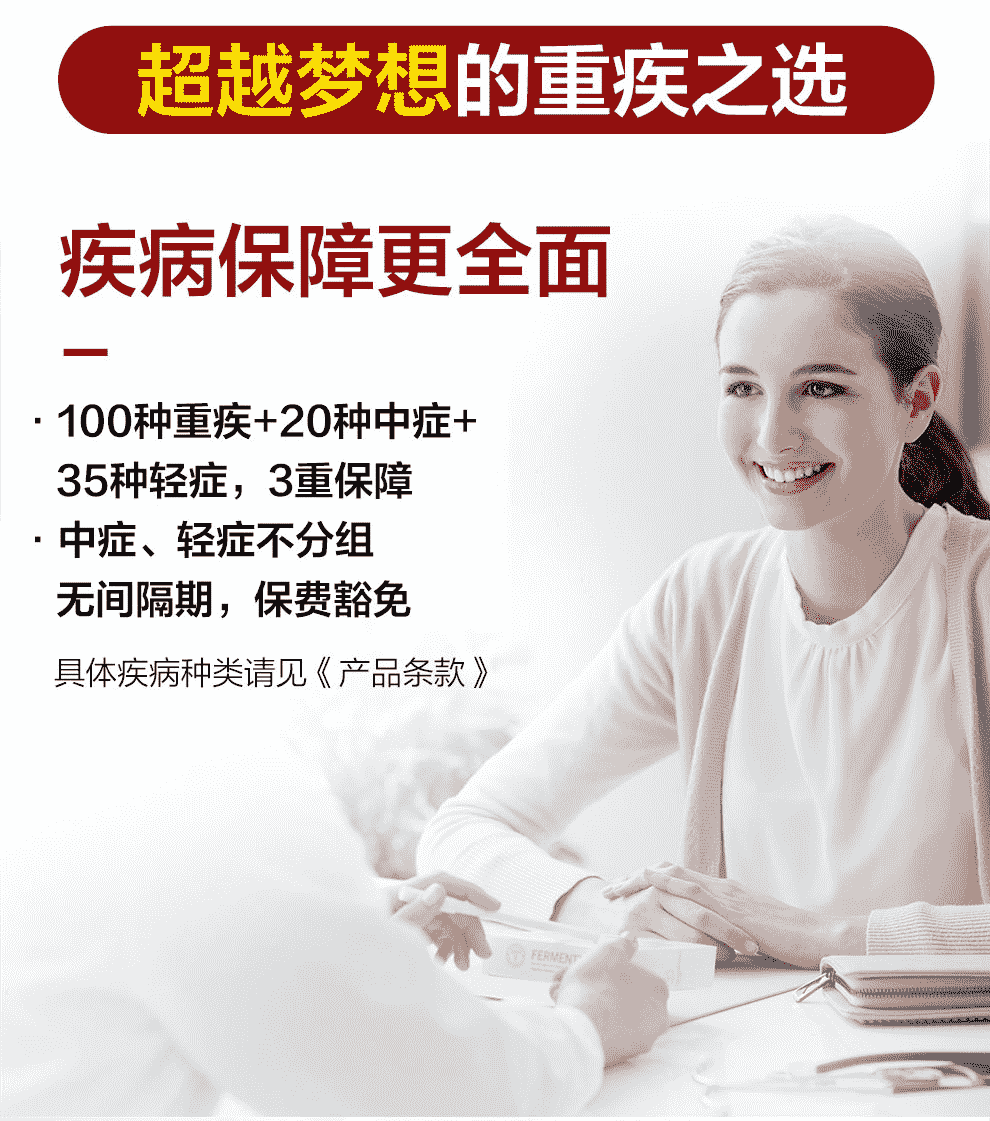 超越梦想的重疾之选
疾病保障更全面
· 100种重疾+20种中症+
35种轻症，3重保障
· 中症、轻症不分组
无间隔期，保费豁免
具体疾病种类请见《产品条款》
FERMENT